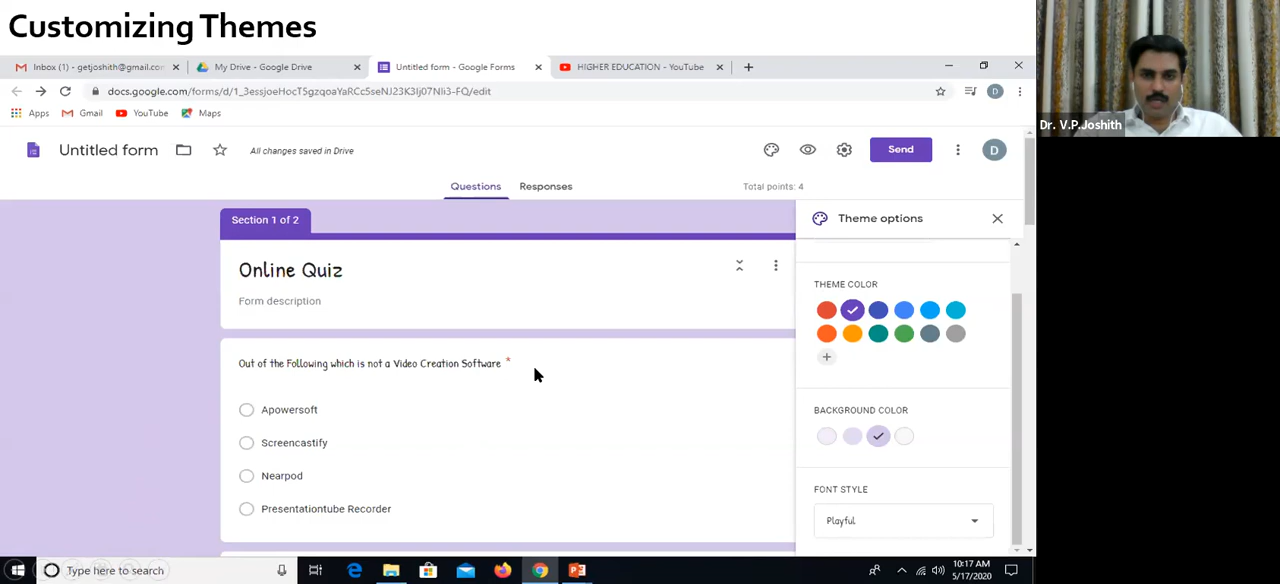 Customizing Themes
Inbox (1) - getjoshith@gmail.com
My Drive - Google Drive
Untitled form - Google Forms
HIGHER EDUCATION - YouTube
docs.google.com/forms/d/1_3essjoeHocTSgzqoaYaRCc5seNJ23K3Ij07Nli3-FQ/edit
D
Apps
Gmail
YouTube
Maps
Dr. V.P.Joshith
Untitled form
All changes saved in Drive
Send
D
Questions
Responses
Total points: 4
Section 1 of 2
Theme options
Online Quiz
Form description
THEME COLOR
Out of the Following which is not a Video Creation Software *
Apowersoft
Screencastify
Nearpod
Presentationtube Recorder
BACKGROUND COLOR
FONT STYLE
Playful
Type here to search
10:17 AM
5/17/2020